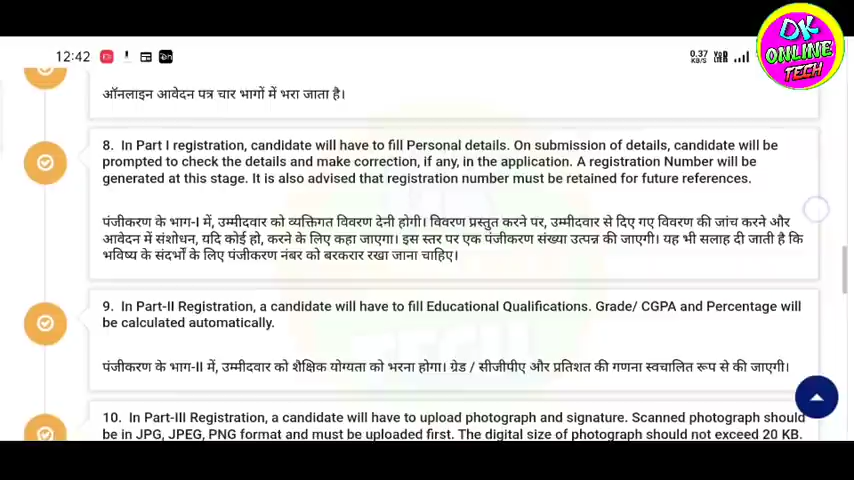 12:42
0.37
KB/S
DK
ONLINE
TECH
ऑनलाइन आवेदन पत्र चार भागों में भरा जाता है।
8. In Part I registration, candidate will have to fill Personal details. On submission of details, candidate will be
prompted to check the details and make correction, if any, in the application. A registration Number will be
generated at this stage. It is also advised that registration number must be retained for future references.
पंजीकरण के भाग-I में, उम्मीदवार को व्यक्तिगत विवरण देनी होगी। विवरण प्रस्तुत करने पर, उम्मीदवार से दिए गए विवरण की जांच करने और
आवेदन में संशोधन, यदि कोई हो, करने के लिए कहा जाएगा। इस स्तर पर एक पंजीकरण संख्या उत्पन्न की जाएगी। यह भी सलाह दी जाती है कि
भविष्य के संदर्भों के लिए पंजीकरण नंबर को बरकरार रखा जाना चाहिए।
9. In Part-II Registration, a candidate will have to fill Educational Qualifications. Grade/ CGPA and Percentage will
be calculated automatically.
पंजीकरण के भाग-II में, उम्मीदवार को शैक्षिक योग्यता को भरना होगा। ग्रेड / सीजीपीए और प्रतिशत की गणना स्वचालित रूप से की जाएगी।
10. In Part-III Registration, a candidate will have to upload photograph and signature. Scanned photograph should
be in JPG, JPEG, PNG format and must be uploaded first. The digital size of photograph should not exceed 20 KB.